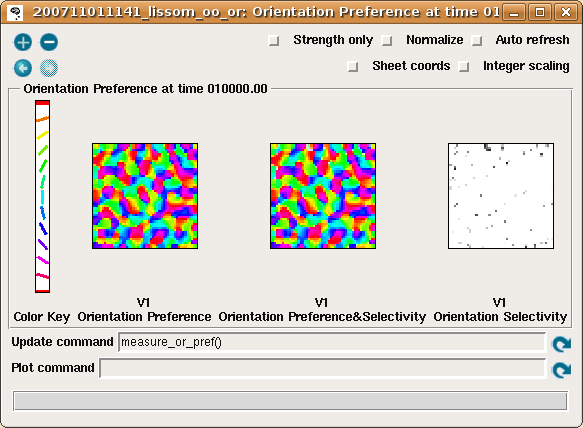 200711011141_lissom_oo_or: Orientation Preference at time 01
Strength only Normalize Auto refresh
Sheet coords Integer scaling
Orientation Preference at time 010000.00
V1 V1 V1
Color Key Orientation Preference Orientation Preference&Selectivity Orientation Selectivity
Update command measure_or_pref()
Plot command